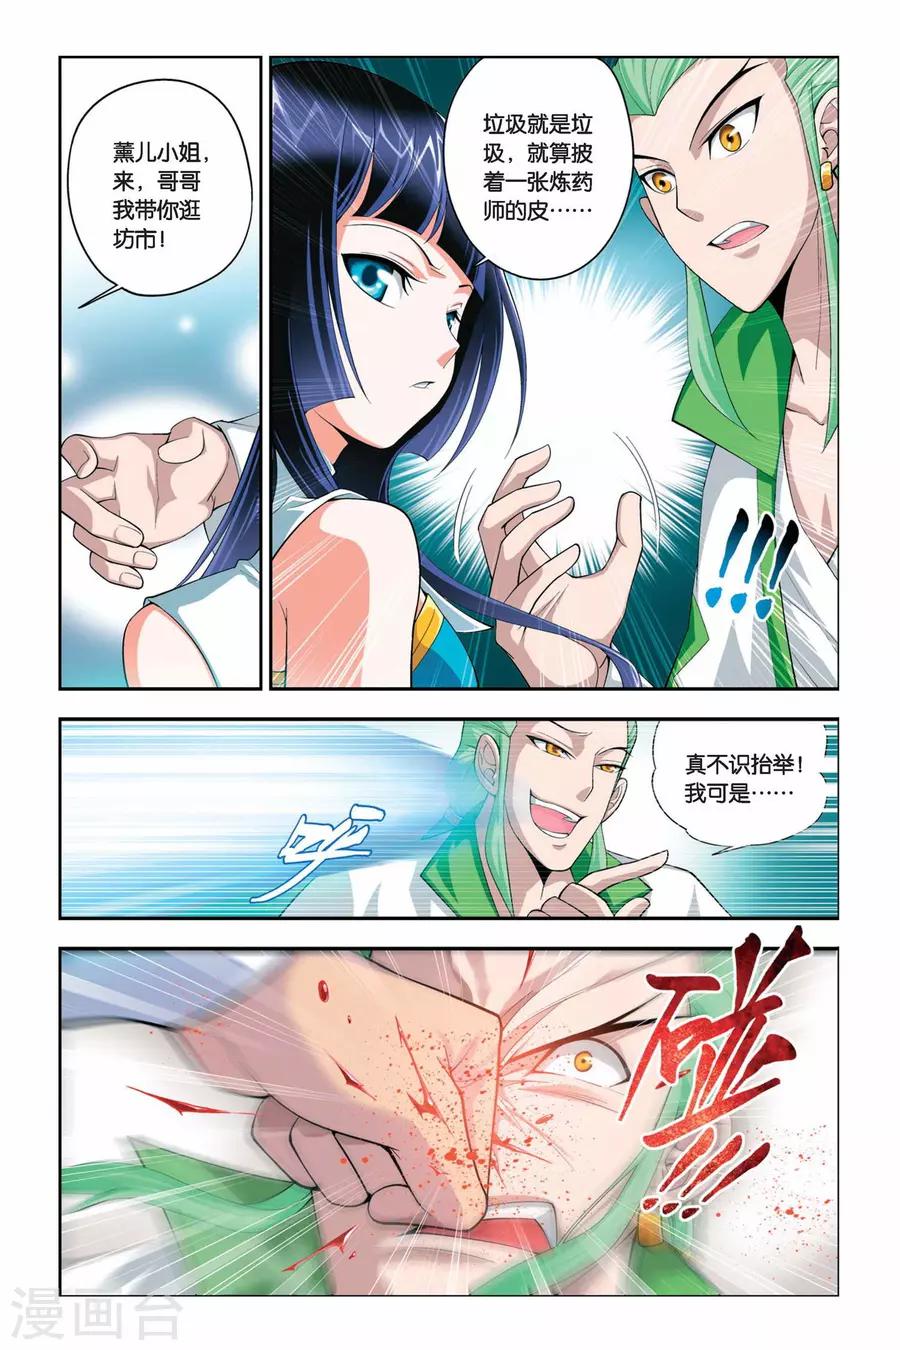 薰儿小姐，
来，哥哥
我带你逛
坊市！
垃圾就是垃
圾，就算披
着一张炼药
师的皮……
!!!
真不识抬举！
我可是……
呼
碰
!!!
漫画台